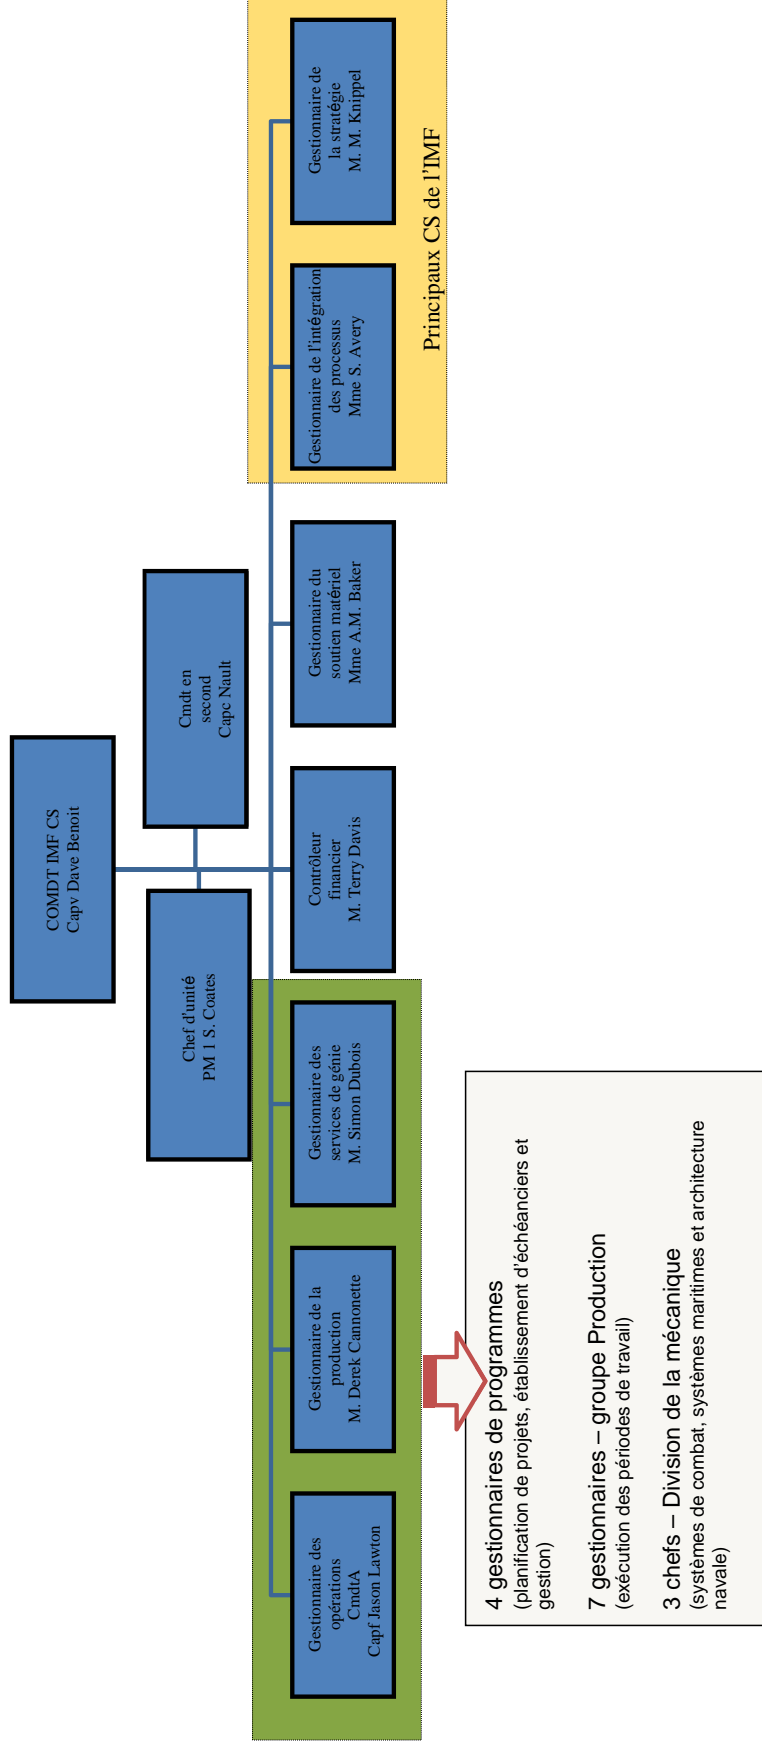 COMDT IMF CS
Capv Dave Benoit
Chef d'unité
PM 1 S. Coates
Cmdt en
second
Capc Nault
Gestionnaire des
opérations
CmdtA
Capf Jason Lawton
Gestionnaire de la
production
M. Derek Cannonette
Gestionnaire des
services de génie
M. Simon Dubois
Contrôleur
financier
M. Terry Davis
Gestionnaire du
soutien matériel
Mme A.M. Baker
Gestionnaire de l'intégration
des processus
Mme S. Avery
Gestionnaire de
la stratégie
M. M. Knippel
Principaux CS de l'IMF
4 gestionnaires de programmes
(planification de projets, établissement d'échéanciers et
gestion)
7 gestionnaires – groupe Production
(exécution des périodes de travail)
3 chefs – Division de la mécanique
(systèmes de combat, systèmes maritimes et architecture
navale)